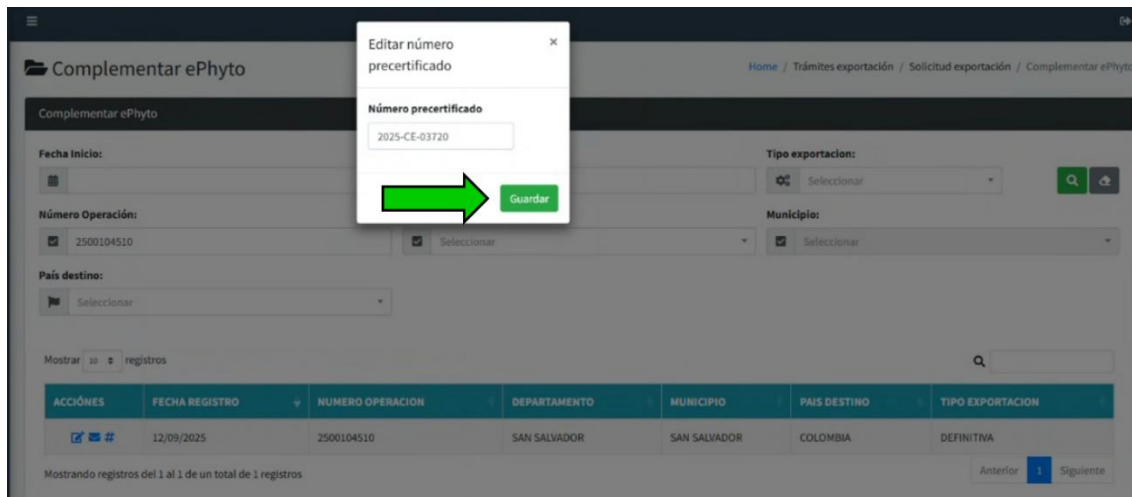 Editar número
precertificado
×
Complementar ePhyto
Home / Trámites exportación / Solicitud exportación / Complementar ePhyto
Complementar ePhyto
Número precertificado
2025-CE-03720
Guardar
Fecha Inicio:
Tipo exportacion:
Seleccionar
Número Operación:
Municipio:
2500104510
Seleccionar
Seleccionar
País destino:
Seleccionar
Mostrar 10 registros
ACCIÓNES FECHA REGISTRO NUMERO OPERACION DEPARTAMENTO MUNICIPIO PAIS DESTINO TIPO EXPORTACION
# 12/09/2025 2500104510 SAN SALVADOR SAN SALVADOR COLOMBIA DEFINITIVA
Mostrando registros del 1 al 1 de un total de 1 registros
Anterior 1 Siguiente